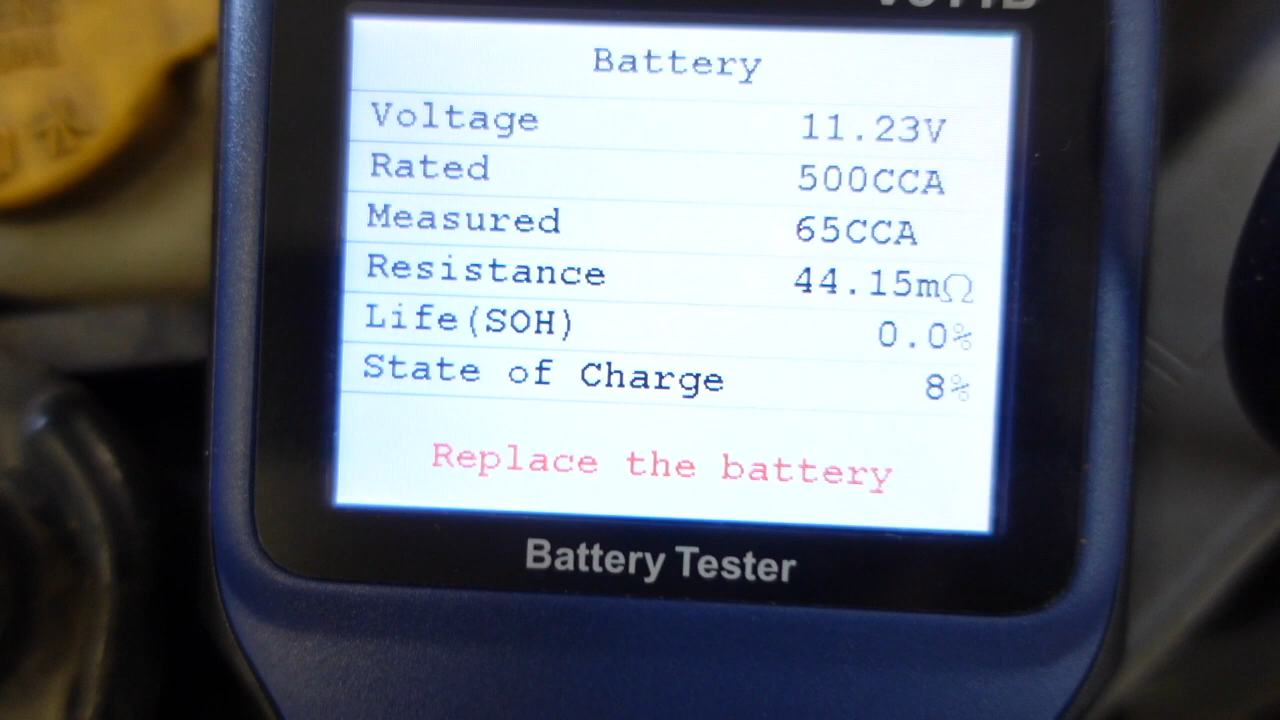 Battery
Voltage 11.23V
Rated 500CCA
Measured 65CCA
Resistance 44.15mΩ
Life(SOH) 0.0%
State of Charge 8%
Replace the battery
Battery Tester